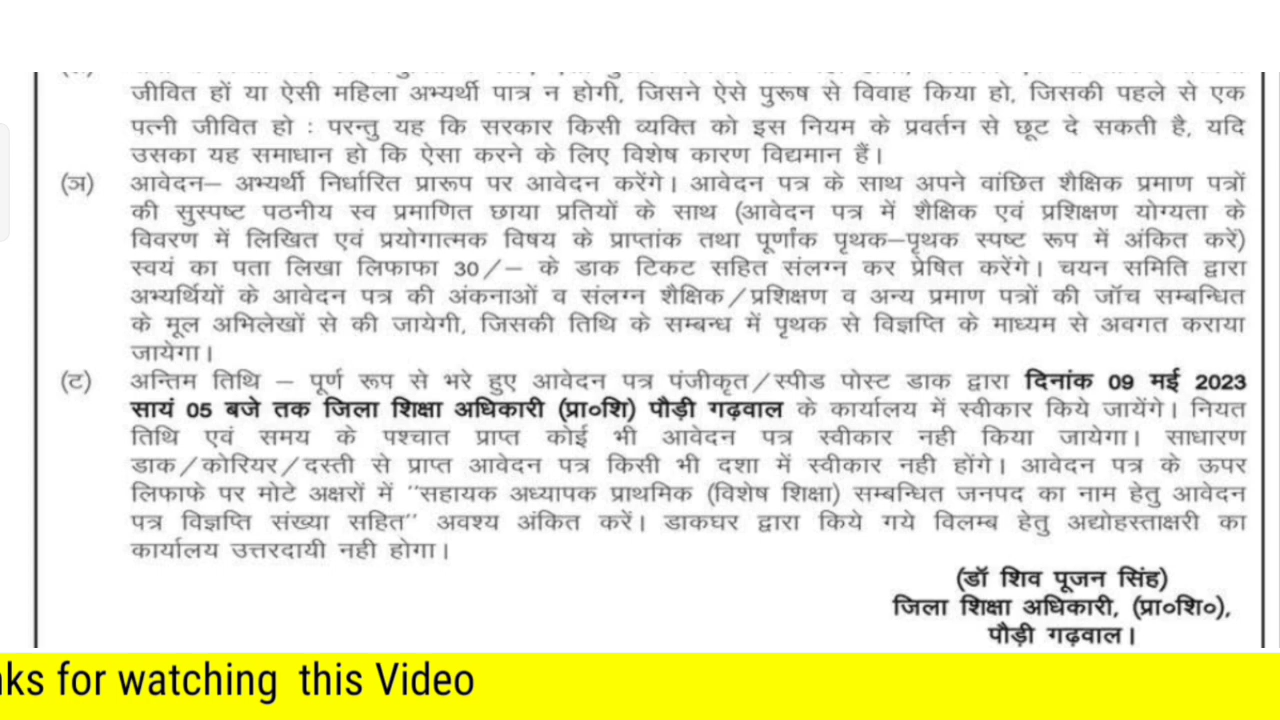 जीवित हों या ऐसी महिला अभ्यर्थी पात्र न होगी, जिसने ऐसे पुरूष से विवाह किया हो, जिसकी पहले से एक
पत्नी जीवित हो : परन्तु यह कि सरकार किसी व्यक्ति को इस नियम के प्रवर्तन से छूट दे सकती है, यदि
उसका यह समाधान हो कि ऐसा करने के लिए विशेष कारण विद्यमान हैं।
(ञ) आवेदन– अभ्यर्थी निर्धारित प्रारूप पर आवेदन करेंगे। आवेदन पत्र के साथ अपने वांछित शैक्षिक प्रमाण पत्रों
की सुस्पष्ट पठनीय स्व प्रमाणित छाया प्रतियों के साथ (आवेदन पत्र में शैक्षिक एवं प्रशिक्षण योग्यता के
विवरण में लिखित एवं प्रयोगात्मक विषय के प्राप्तांक तथा पूर्णांक पृथक–पृथक स्पष्ट रूप में अंकित करें)
स्वयं का पता लिखा लिफाफा 30/– के डाक टिकट सहित संलग्न कर प्रेषित करेंगे। चयन समिति द्वारा
अभ्यर्थियों के आवेदन पत्र की अंकनाओं व संलग्न शैक्षिक/प्रशिक्षण व अन्य प्रमाण पत्रों की जॉच सम्बन्धित
के मूल अभिलेखों से की जायेगी, जिसकी तिथि के सम्बन्ध में पृथक से विज्ञप्ति के माध्यम से अवगत कराया
जायेगा।
(ट) अन्तिम तिथि – पूर्ण रूप से भरे हुए आवेदन पत्र पंजीकृत/स्पीड पोस्ट डाक द्वारा दिनांक 09 मई 2023
सायं 05 बजे तक जिला शिक्षा अधिकारी (प्रा०शि) पौड़ी गढ़वाल के कार्यालय में स्वीकार किये जायेंगे। नियत
तिथि एवं समय के पश्चात प्राप्त कोई भी आवेदन पत्र स्वीकार नही किया जायेगा। साधारण
डाक/कोरियर/दस्ती से प्राप्त आवेदन पत्र किसी भी दशा में स्वीकार नही होंगे। आवेदन पत्र के ऊपर
लिफाफे पर मोटे अक्षरों में ''सहायक अध्यापक प्राथमिक (विशेष शिक्षा) सम्बन्धित जनपद का नाम हेतु आवेदन
पत्र विज्ञप्ति संख्या सहित'' अवश्य अंकित करें। डाकघर द्वारा किये गये विलम्ब हेतु अद्योहस्ताक्षरी का
कार्यालय उत्तरदायी नही होगा।
(डॉ शिव पूजन सिंह)
जिला शिक्षा अधिकारी, (प्रा०शि०),
पौड़ी गढ़वाल।
nks for watching this Video